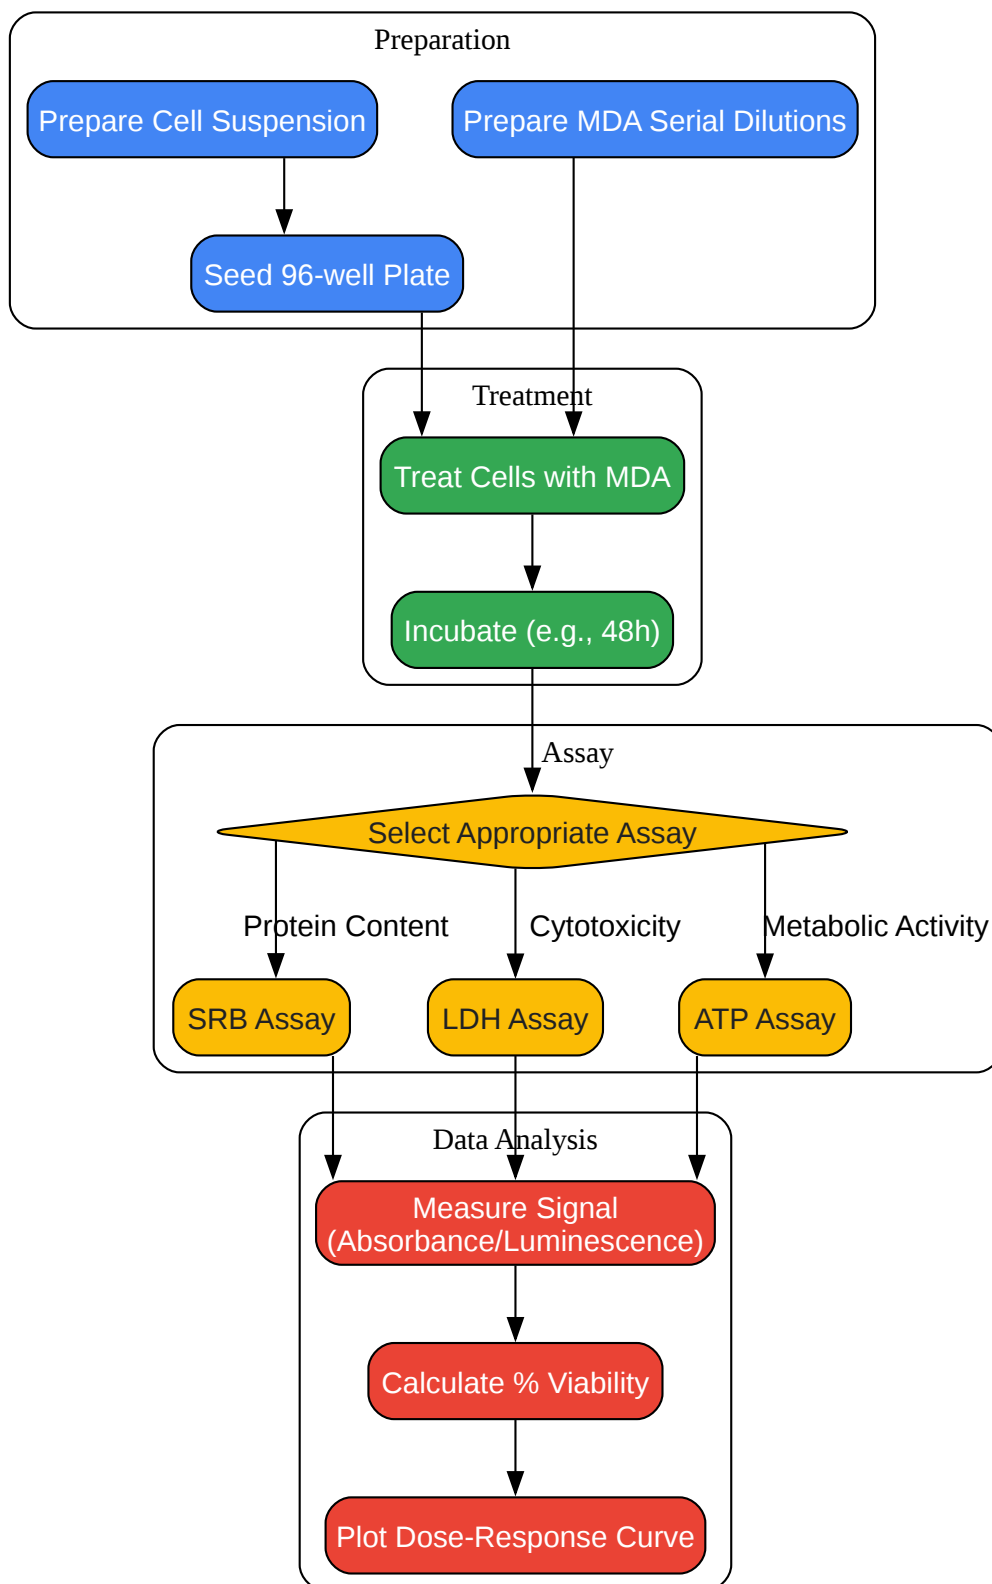 Preparation
Prepare Cell Suspension
Prepare MDA Serial Dilutions
Seed 96-well Plate
Treatment
Treat Cells with MDA
Incubate (e.g., 48h)
Assay
Select Appropriate Assay
Protein Content
Cytotoxicity
Metabolic Activity
SRB Assay
LDH Assay
ATP Assay
Data Analysis
Measure Signal
(Absorbance/Luminescence)
Calculate % Viability
Plot Dose-Response Curve